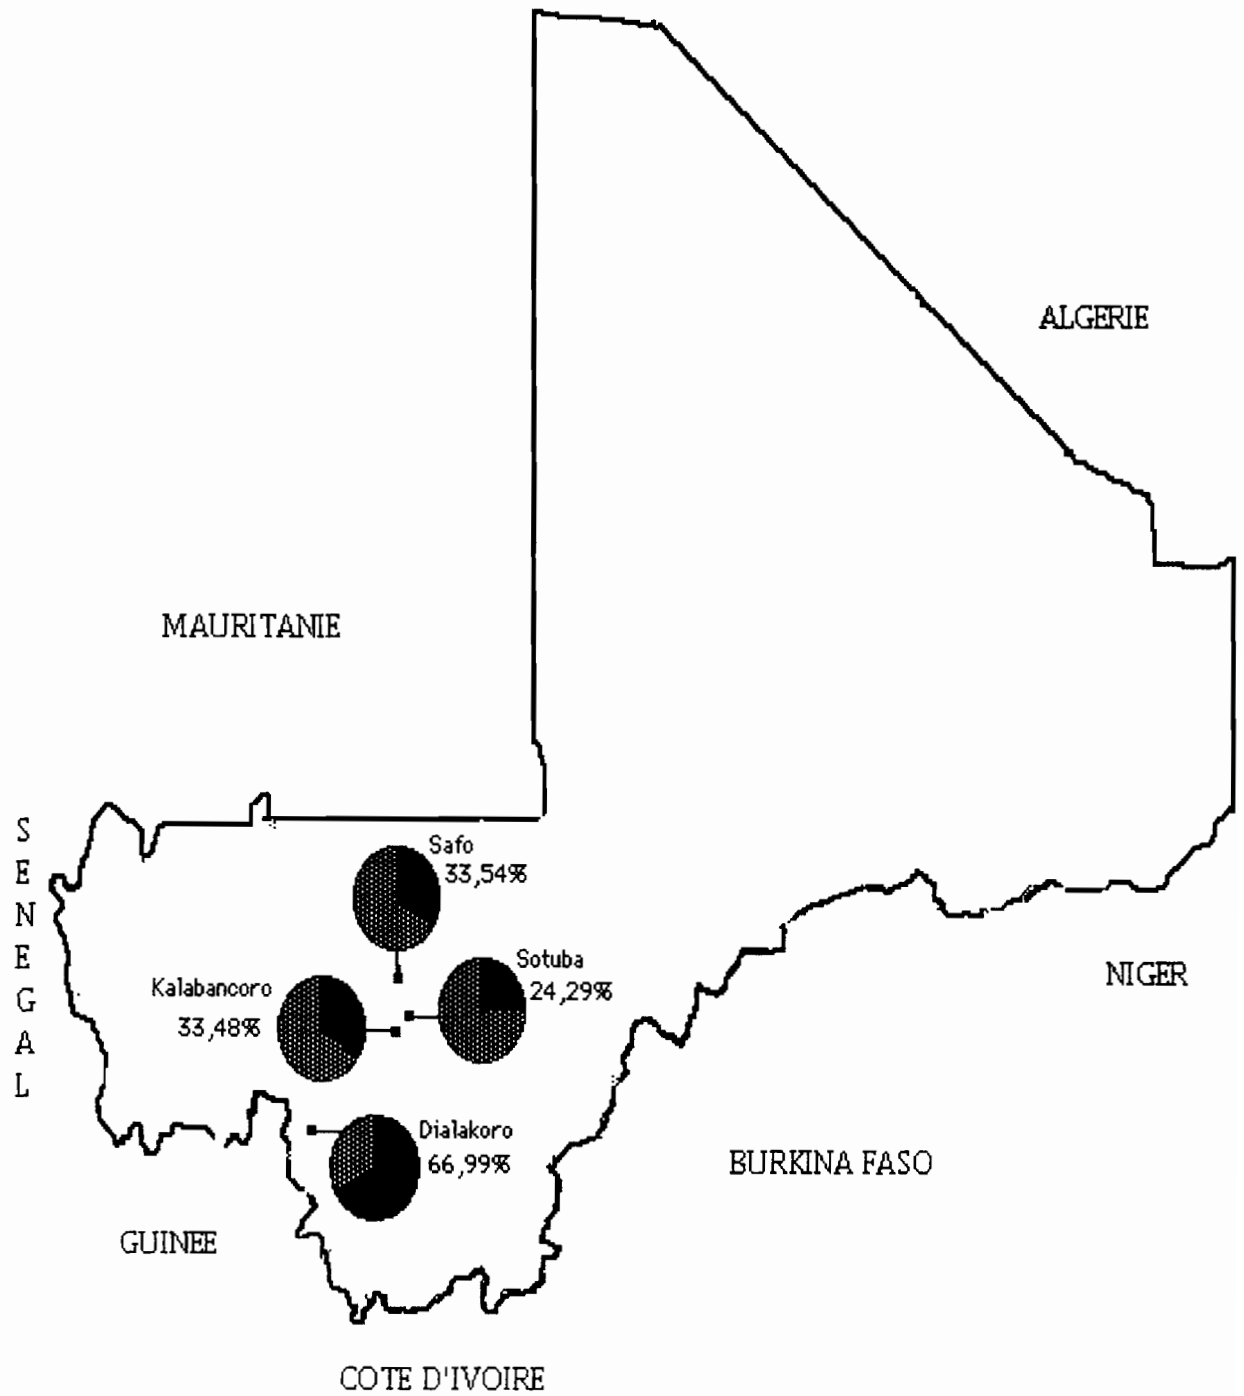 ALGERIE
MAURITANIE
SENEGAL
Safo
33,54%
Sotuba
24,29%
Kalabancoro
33,48%
NIGER
Dialakoro
66,99%
BURKINA FASO
GUINEE
COTE D'IVOIRE